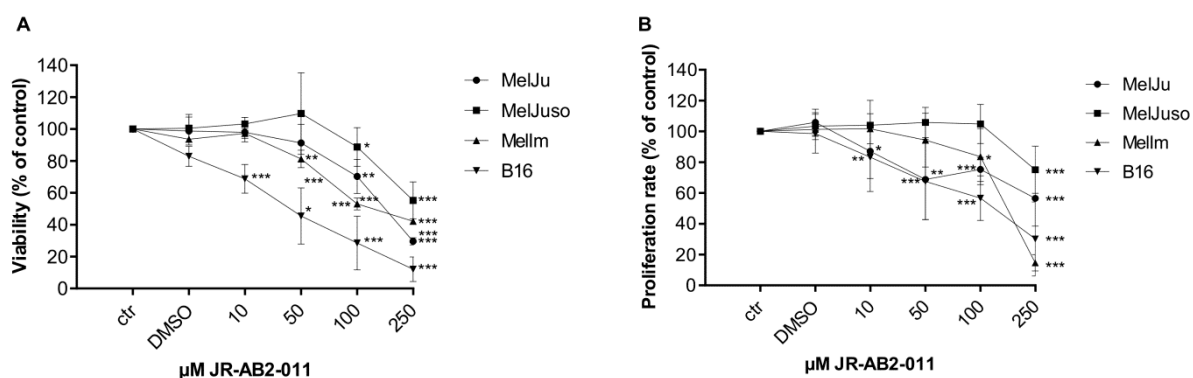 A
Viability (% of control)
140
120
100
80
60
40
20
0
ctr
DMSO
10
50
100
250
µM JR-AB2-011
MelJu
MelJuso
MelIm
B16
***
*
**
***
*
**
***
***
***
***
***
***
***
B
Proliferation rate (% of control)
140
120
100
80
60
40
20
0
ctr
DMSO
10
50
100
250
µM JR-AB2-011
MelJu
MelJuso
MelIm
B16
*
**
**
***
*
***
***
***
***
***
***